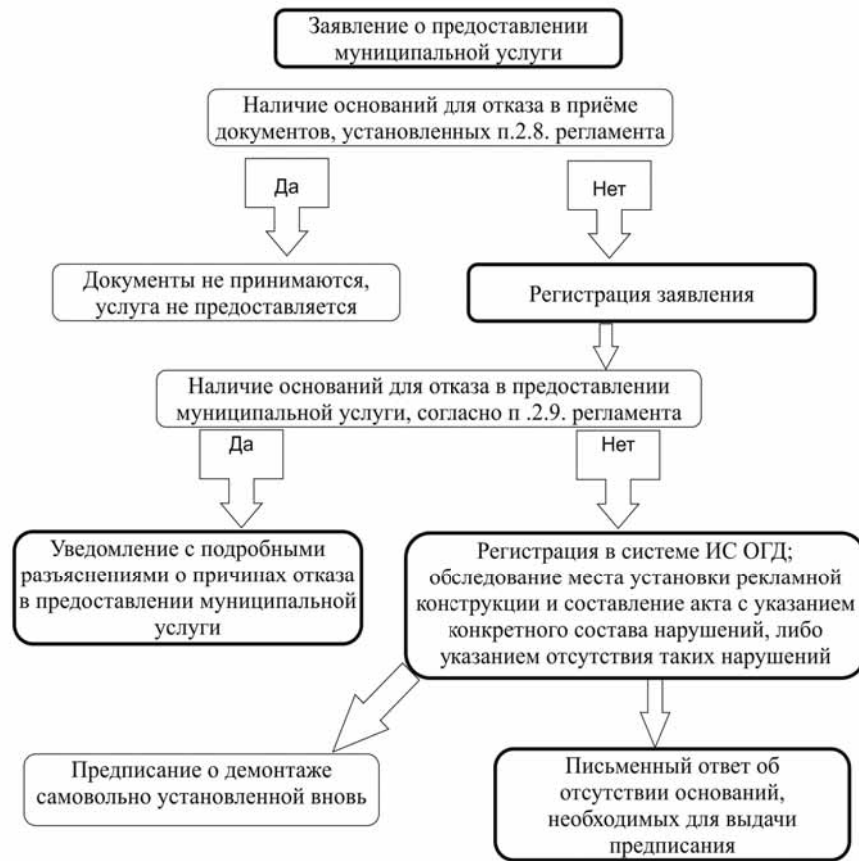 Заявление о предоставлении
муниципальной услуги
Наличие оснований для отказа в приёме
документов, установленных п.2.8. регламента
Да
Нет
Документы не принимаются,
услуга не предоставляется
Регистрация заявления
Наличие оснований для отказа в предоставлении
муниципальной услуги, согласно п .2.9. регламента
Да
Нет
Уведомление с подробными
разъяснениями о причинах отказа
в предоставлении муниципальной
услуги
Регистрация в системе ИС ОГД;
обследование места установки рекламной
конструкции и составление акта с указанием
конкретного состава нарушений, либо
указанием отсутствия таких нарушений
Предписание о демонтаже
самовольно установленной вновь
Письменный ответ об
отсутствии оснований,
необходимых для выдачи
предписания